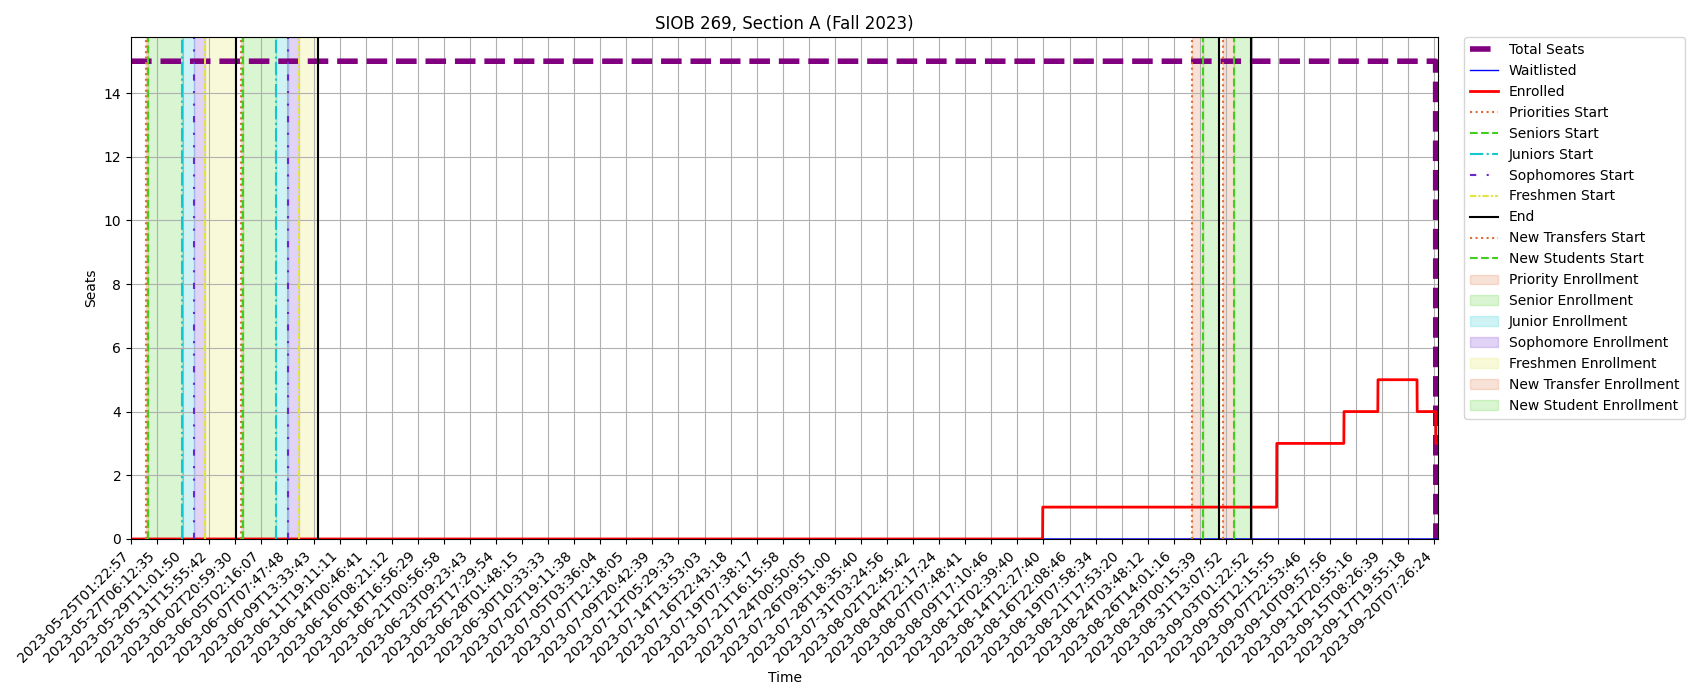 SIOB 269, Section A (Fall 2023)
Seats
14
12
10
8
6
4
2
0
2023-05-25T01:22:57
2023-05-27T06:12:35
2023-05-29T11:01:50
2023-05-31T15:55:42
2023-06-02T20:59:30
2023-06-05T02:16:07
2023-06-07T07:47:48
2023-06-09T13:33:43
2023-06-11T19:11:11
2023-06-14T00:46:41
2023-06-16T08:21:12
2023-06-18T16:56:29
2023-06-21T00:56:58
2023-06-23T09:23:43
2023-06-25T17:29:54
2023-06-28T01:48:15
2023-06-30T10:33:33
2023-07-02T19:11:38
2023-07-05T03:36:04
2023-07-07T12:18:05
2023-07-09T20:42:39
2023-07-12T05:29:33
2023-07-14T13:53:03
2023-07-16T22:43:18
2023-07-19T07:38:17
2023-07-21T16:15:58
2023-07-24T00:50:05
2023-07-26T09:51:00
2023-07-28T18:35:40
2023-07-31T03:24:56
2023-08-02T12:45:42
2023-08-04T22:17:24
2023-08-07T07:48:41
2023-08-09T17:10:46
2023-08-12T02:39:40
2023-08-14T12:27:40
2023-08-16T22:08:46
2023-08-19T07:58:34
2023-08-21T17:53:20
2023-08-24T03:48:12
2023-08-26T14:01:16
2023-08-29T00:15:39
2023-08-31T13:07:52
2023-09-03T01:22:52
2023-09-05T12:15:55
2023-09-07T22:53:46
2023-09-10T09:57:56
2023-09-12T20:55:16
2023-09-15T08:26:39
2023-09-17T19:55:18
2023-09-20T07:26:24
Time
Total Seats
Waitlisted
Enrolled
Priorities Start
Seniors Start
Juniors Start
Sophomores Start
Freshmen Start
End
New Transfers Start
New Students Start
Priority Enrollment
Senior Enrollment
Junior Enrollment
Sophomore Enrollment
Freshmen Enrollment
New Transfer Enrollment
New Student Enrollment